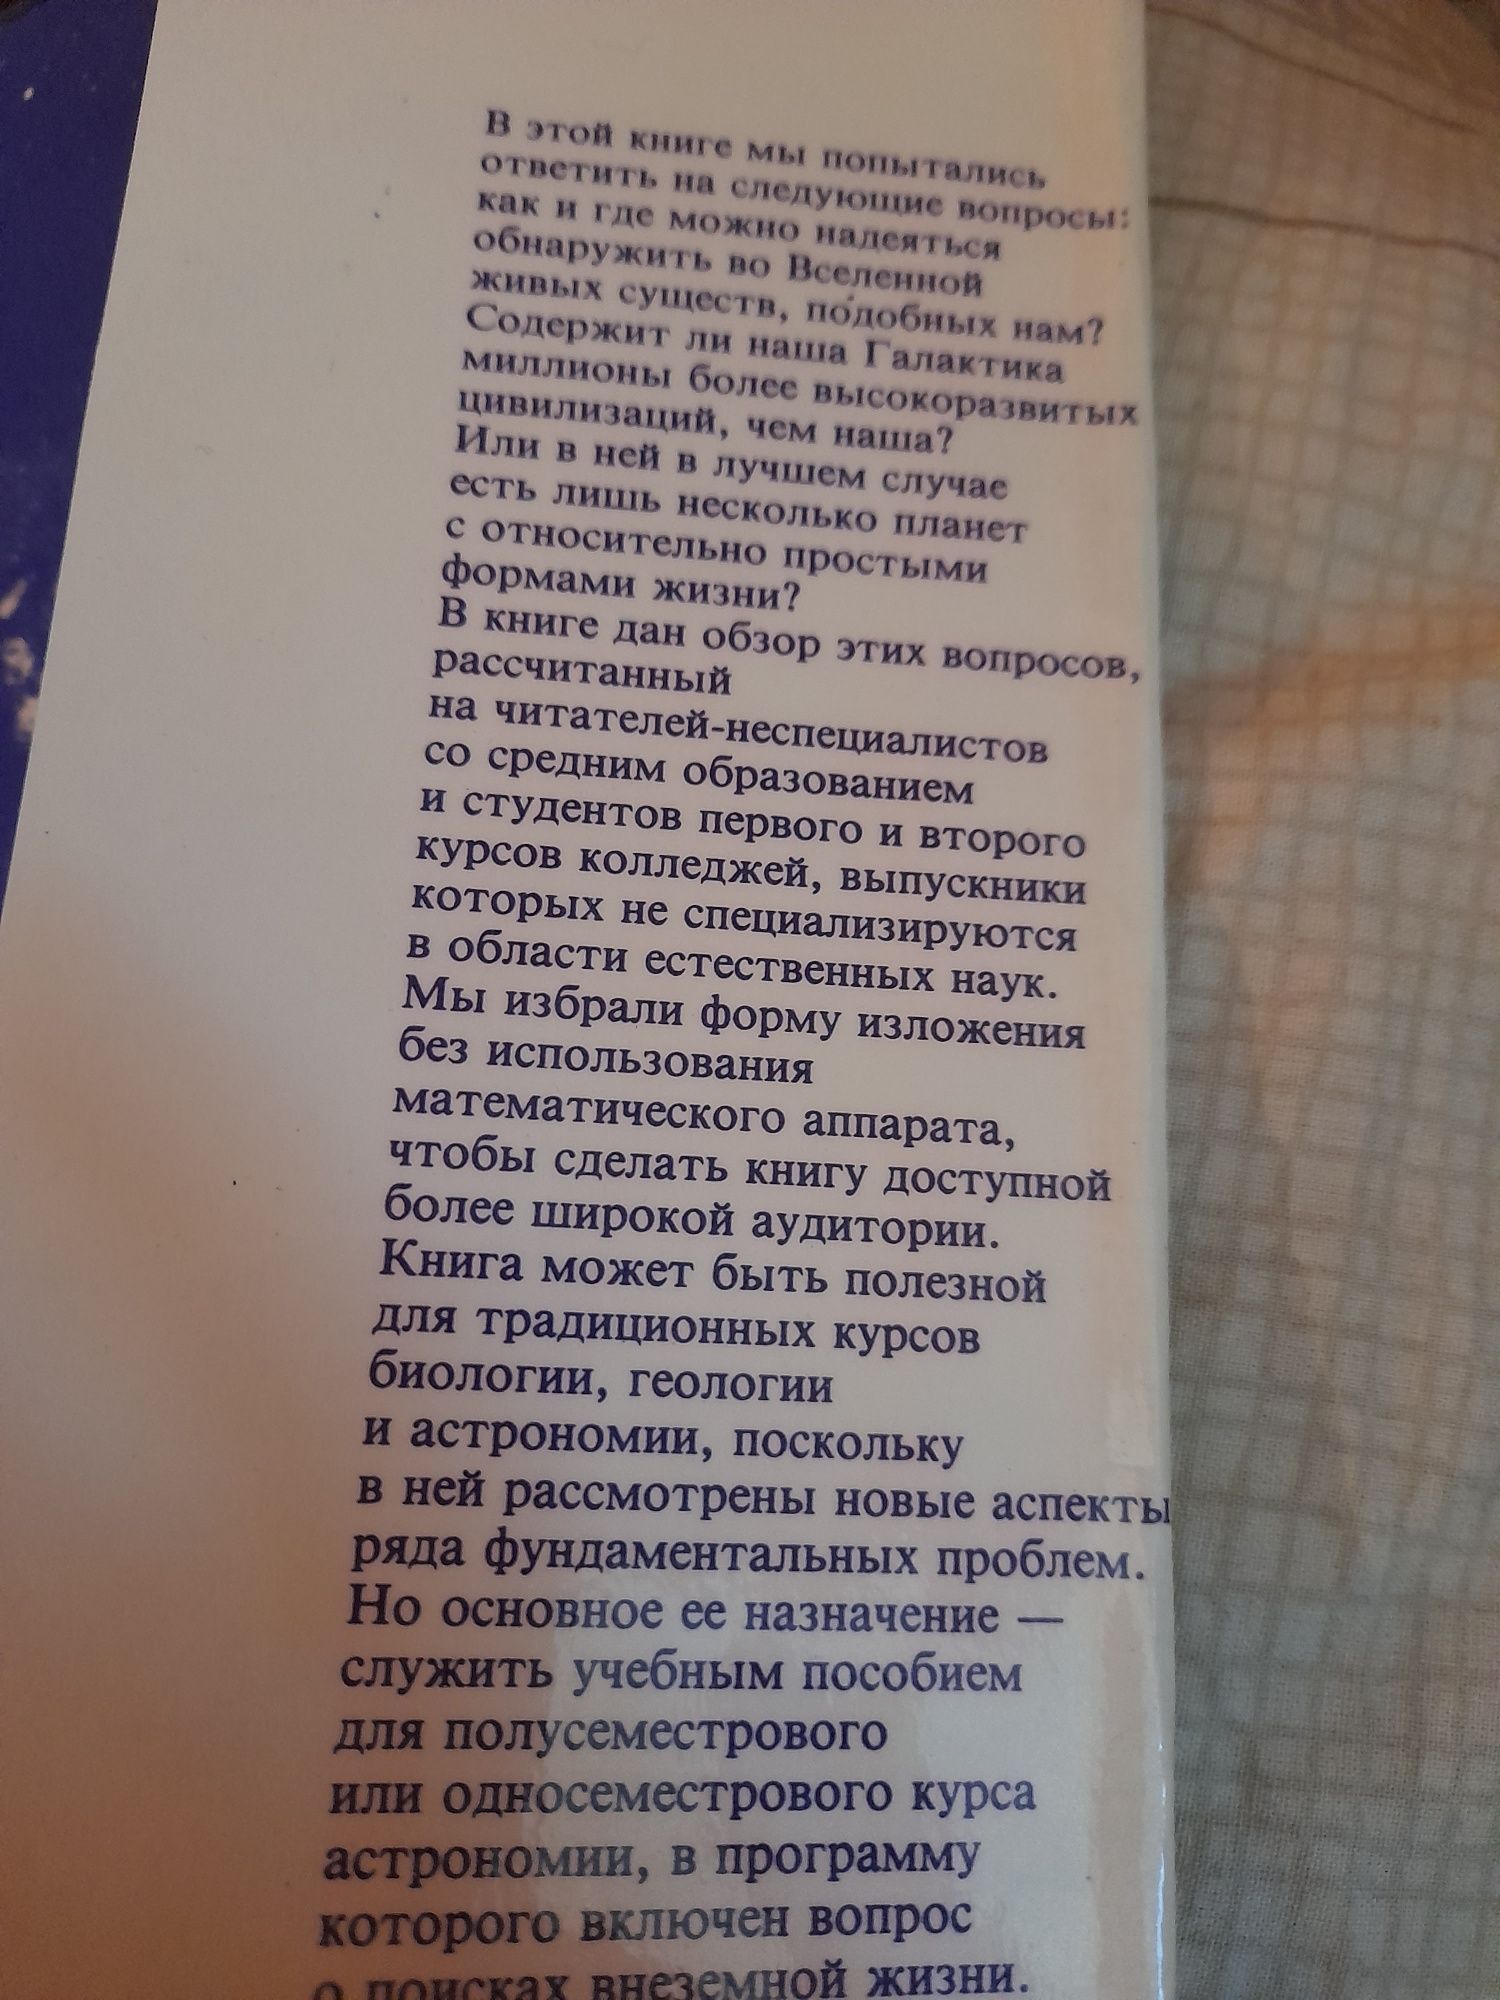 В этой книге мы попытались
ответить на следующие вопросы:
как и где можно надеяться
обнаружить во Вселенной
живых существ, подобных нам?
Содержит ли наша Галактика
миллионы более высокоразвитых
цивилизаций, чем наша?
Или в ней в лучшем случае
есть лишь несколько планет
с относительно простыми
формами жизни?
В книге дан обзор этих вопросов,
рассчитанный
на читателей-неспециалистов
со средним образованием
и студентов первого и второго
курсов колледжей, выпускники
которых не специализируются
в области естественных наук.
Мы избрали форму изложения
без использования
математического аппарата,
чтобы сделать книгу доступной
более широкой аудитории.
Книга может быть полезной
для традиционных курсов
биологии, геологии
и астрономии, поскольку
в ней рассмотрены новые аспекты
ряда фундаментальных проблем.
Но основное ее назначение —
служить учебным пособием
для полусеместрового
или односеместрового курса
астрономии, в программу
которого включен вопрос
о поисках внеземной жизни.